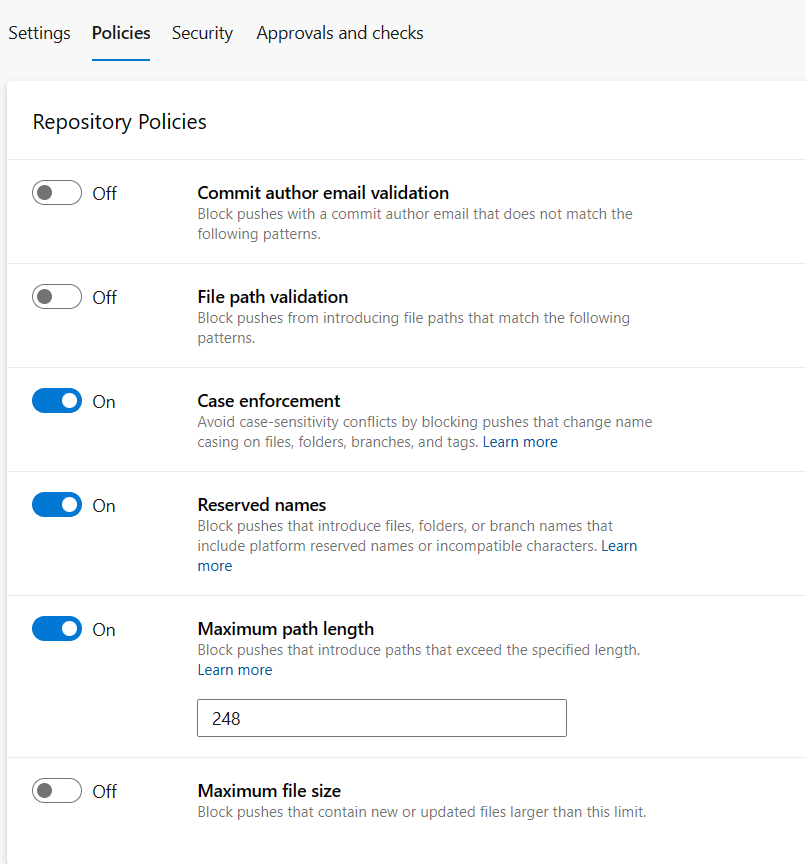 Settings Policies Security Approvals and checks
Repository Policies
Off Commit author email validation
Block pushes with a commit author email that does not match the
following patterns.
Off File path validation
Block pushes from introducing file paths that match the following
patterns.
On Case enforcement
Avoid case-sensitivity conflicts by blocking pushes that change name
casing on files, folders, branches, and tags. Learn more
On Reserved names
Block pushes that introduce files, folders, or branch names that
include platform reserved names or incompatible characters. Learn
more
On Maximum path length
Block pushes that introduce paths that exceed the specified length.
Learn more
248
Off Maximum file size
Block pushes that contain new or updated files larger than this limit.